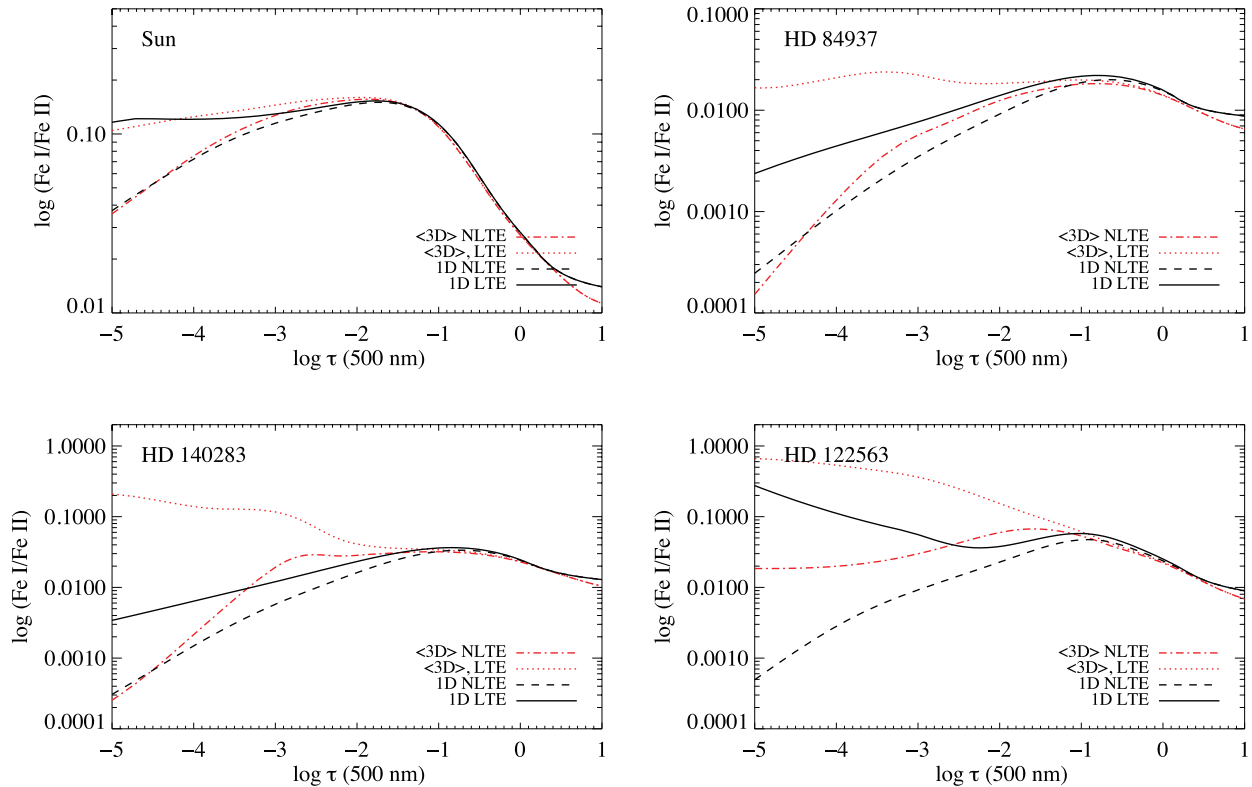 Sun
log (Fe I/Fe II)
0.10
0.01
<3D> NLTE
<3D>, LTE
1D NLTE
1D LTE
−5 −4 −3 −2 −1 0 1
log τ (500 nm)
HD 84937
log (Fe I/Fe II)
0.1000
0.0100
0.0010
0.0001
<3D> NLTE
<3D>, LTE
1D NLTE
1D LTE
−5 −4 −3 −2 −1 0 1
log τ (500 nm)
HD 140283
log (Fe I/Fe II)
1.0000
0.1000
0.0100
0.0010
0.0001
<3D> NLTE
<3D>, LTE
1D NLTE
1D LTE
−5 −4 −3 −2 −1 0 1
log τ (500 nm)
HD 122563
log (Fe I/Fe II)
1.0000
0.1000
0.0100
0.0010
0.0001
<3D> NLTE
<3D>, LTE
1D NLTE
1D LTE
−5 −4 −3 −2 −1 0 1
log τ (500 nm)